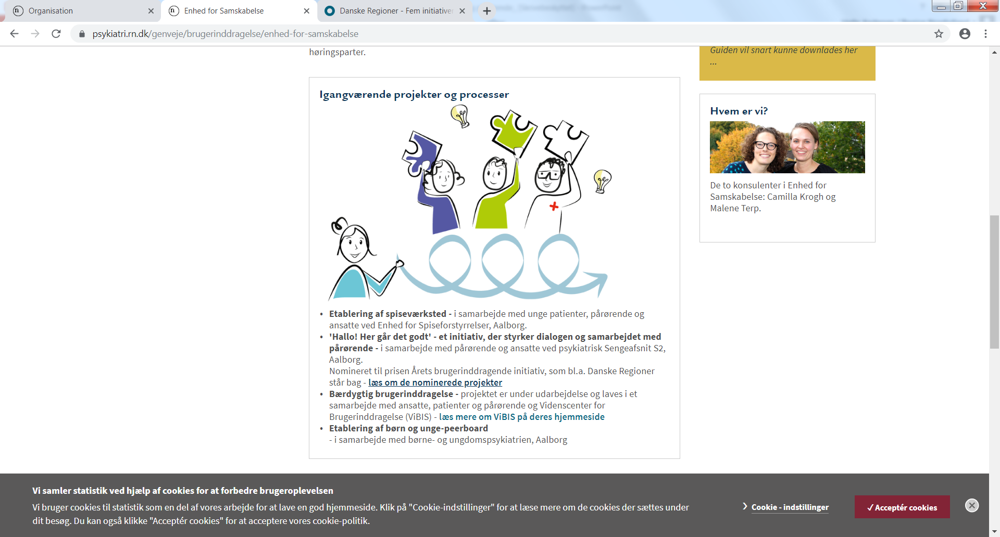 Organisation
Enhed for Samskabelse
Danske Regioner - Fem initiativer
psykiatri.rn.dk/genveje/brugerinddragelse/enhed-for-samskabelse
høringsparter.
Igangværende projekter og processer
• Etablering af spiseværksted - i samarbejde med unge patienter, pårørende og
ansatte ved Enhed for Spiseforstyrrelser, Aalborg.
• 'Hallo! Her går det godt' - et initiativ, der styrker dialogen og samarbejdet med
pårørende - i samarbejde med pårørende og ansatte ved psykiatrisk Sengeafsnit S2,
Aalborg.
Nomineret til prisen Årets brugerinddragende initiativ, som bl.a. Danske Regioner
står bag - læs om de nominerede projekter
• Bærdygtig brugerinddragelse - projektet er under udarbejdelse og laves i et
samarbejde med ansatte, patienter og pårørende og Videnscenter for
Brugerinddragelse (ViBIS) - læs mere om ViBIS på deres hjemmeside
• Etablering af børn og unge-peerboard
- i samarbejde med børne- og ungdomspsykiatrien, Aalborg
Guiden vil snart kunne downlades her
...
Hvem er vi?
De to konsulenter i Enhed for
Samskabelse: Camilla Krogh og
Malene Terp.
Vi samler statistik ved hjælp af cookies for at forbedre brugeroplevelsen
Vi bruger cookies til statistik som en del af vores arbejde for at lave en god hjemmeside. Klik på "Cookie-indstillinger" for at læse mere om de cookies der sættes under
dit besøg. Du kan også klikke "Acceptér cookies" for at acceptere vores cookie-politik.
Cookie - indstillinger
✓ Acceptér cookies